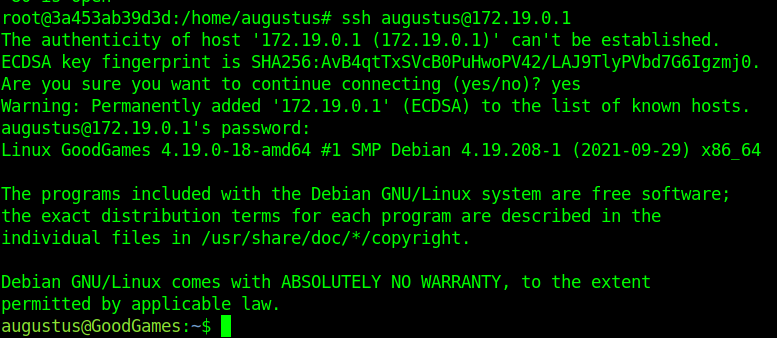 root@3a453ab39d3d:/home/augustus# ssh augustus@172.19.0.1
The authenticity of host '172.19.0.1 (172.19.0.1)' can't be established.
ECDSA key fingerprint is SHA256:AvB4qtTxSVcB0PuHwoPV42/LAJ9TlyPVbd7G6Igzmj0.
Are you sure you want to continue connecting (yes/no)? yes
Warning: Permanently added '172.19.0.1' (ECDSA) to the list of known hosts.
augustus@172.19.0.1's password:
Linux GoodGames 4.19.0-18-amd64 #1 SMP Debian 4.19.208-1 (2021-09-29) x86_64
The programs included with the Debian GNU/Linux system are free software;
the exact distribution terms for each program are described in the
individual files in /usr/share/doc/*/copyright.
Debian GNU/Linux comes with ABSOLUTELY NO WARRANTY, to the extent
permitted by applicable law.
augustus@GoodGames:~$